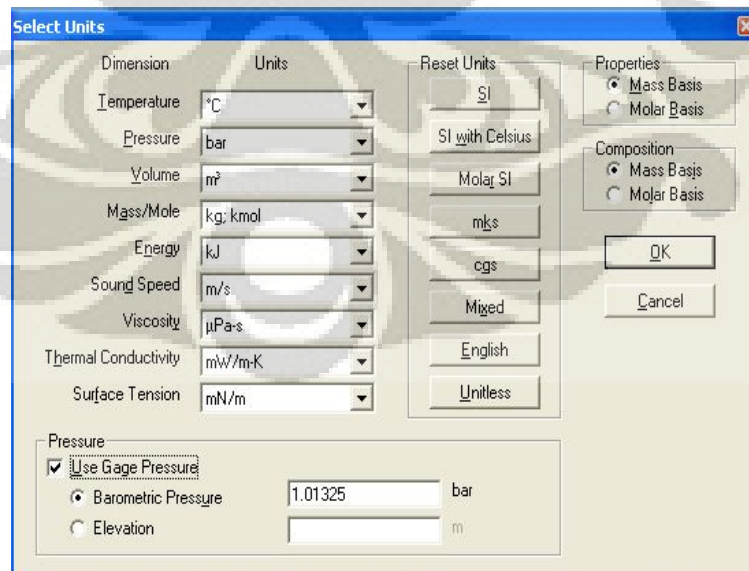 Select Units
Dimension Units
Temperature °C
Pressure bar
Volume m³
Mass/Mole kg; kmol
Energy kJ
Sound Speed m/s
Viscosity µPa-s
Thermal Conductivity mW/m-K
Surface Tension mN/m
Reset Units
SI
SI with Celsius
Molar SI
mks
cgs
Mixed
English
Unitless
Properties
Mass Basis
Molar Basis
Composition
Mass Basis
Molar Basis
OK
Cancel
Pressure
Use Gage Pressure
Barometric Pressure 1.01325 bar
Elevation m